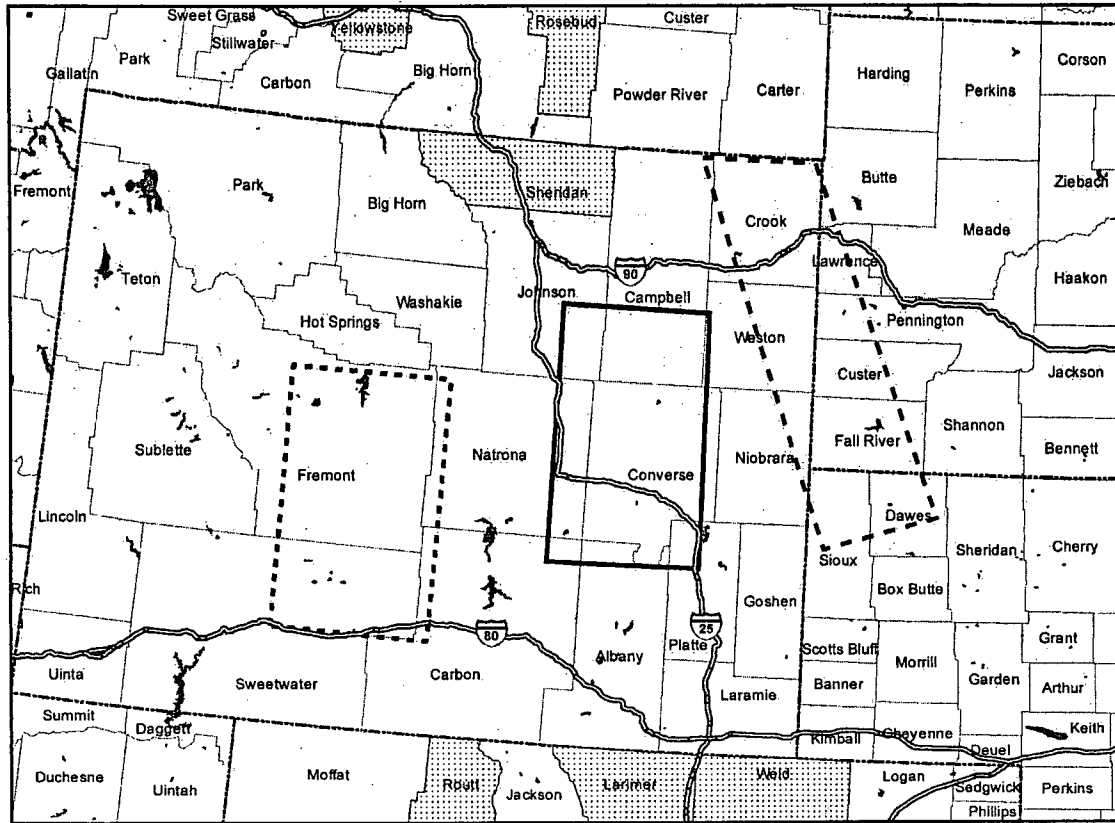 Sweet Grass
Rosebud
Custer
Yellowstone
Stillwater
Park
Big Horn
Corson
Gallatin
Carbon
Harding
Perkins
Powder River
Carter
Park
Sheridan
Butte
Ziebach
Fremont
Big Horn
Crook
Meade
Lawrence
Haakon
Teton
90
Washakie
Johnson
Campbell
Hot Springs
Pennington
Weston
Custer
Jackson
Shannon
Sublette
Natrona
Fall River
Bennett
Fremont
Converse
Niobrara
Lincoln
Dawes
Sioux
Sheridan
Cherry
Rich
Box Butte
Goshen
80
25
Grant
Albany
Platte
Scotts Bluff
Morrill
Uinta
Carbon
Garden
Sweetwater
Banner
Arthur
Laramie
Summit
Daggett
Kimball
Cheyenne
Keith
Deuel
Duchesne
Moffat
Routt
Larimer
Weld
Logan
Uintah
Jackson
Sedgwick
Perkins
Phillips